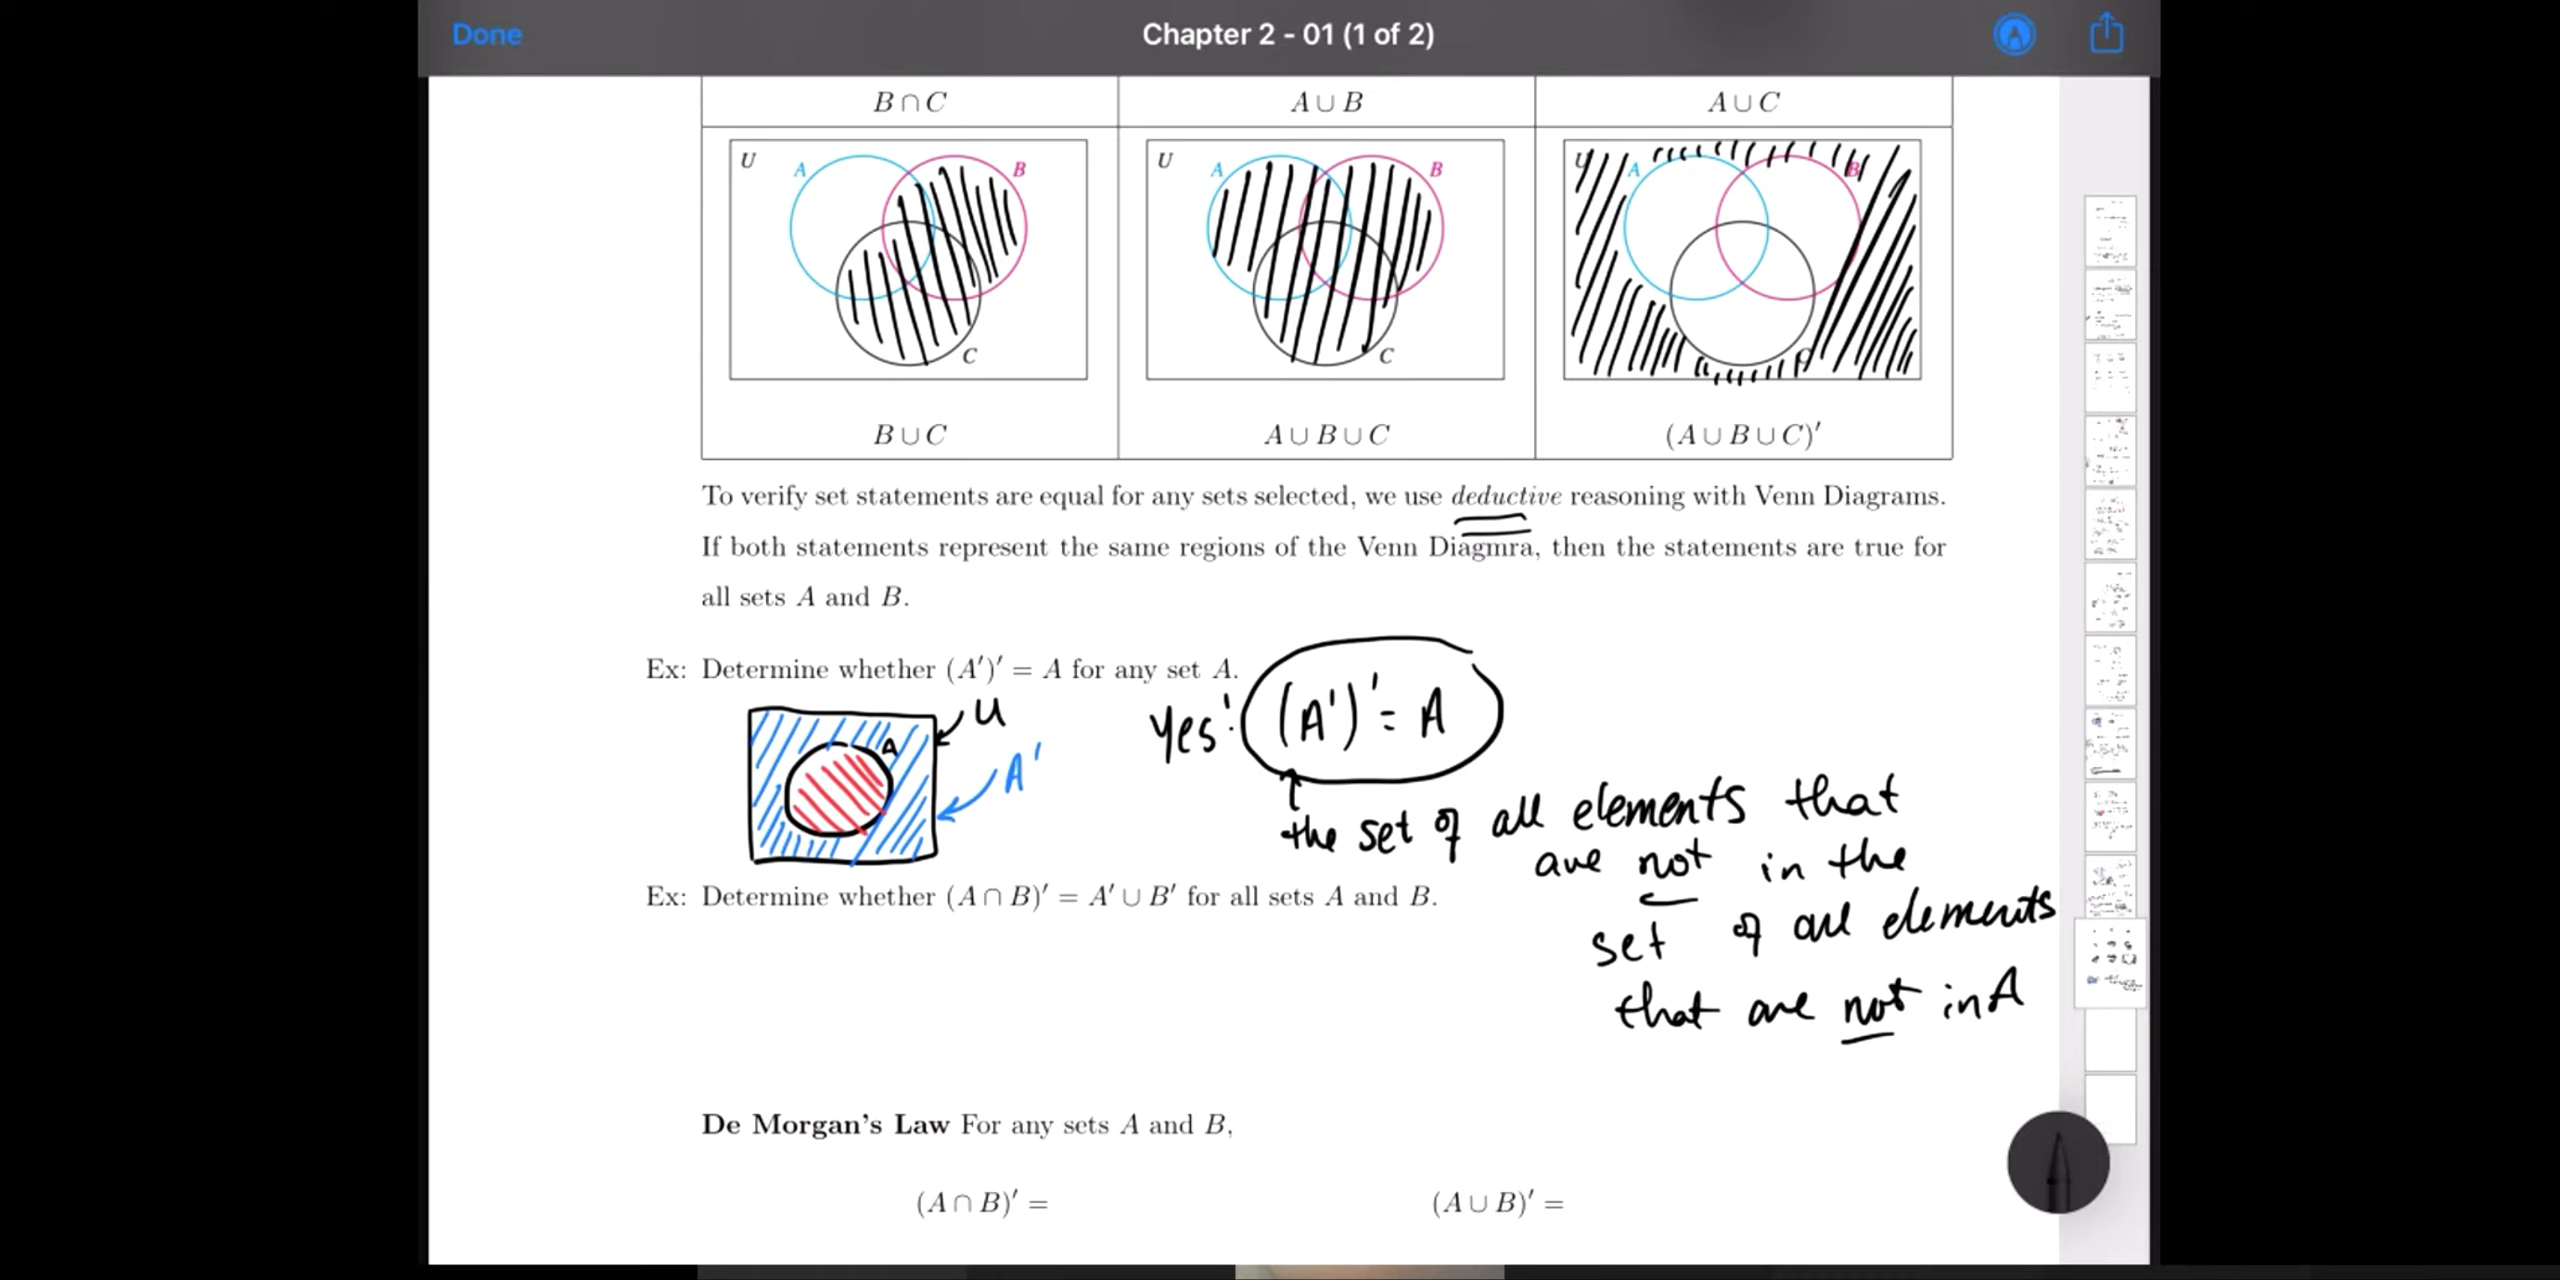 Done
Chapter 2 - 01 (1 of 2)
B ∩ C
A ∪ B
A ∪ C
U A B C
U A B C
U A B C
B ∪ C
A ∪ B ∪ C
(A ∪ B ∪ C)′
To verify set statements are equal for any sets selected, we use deductive reasoning with Venn Diagrams.
If both statements represent the same regions of the Venn Diagmra, then the statements are true for
all sets A and B.
Ex: Determine whether (A′)′ = A for any set A.
U
A
A'
Yes! (A')' = A
the set of all elements that
are not in the
set of all elements
that are not in A
Ex: Determine whether (A ∩ B)′ = A′ ∪ B′ for all sets A and B.
De Morgan's Law For any sets A and B,
(A ∩ B)′ =
(A ∪ B)′ =